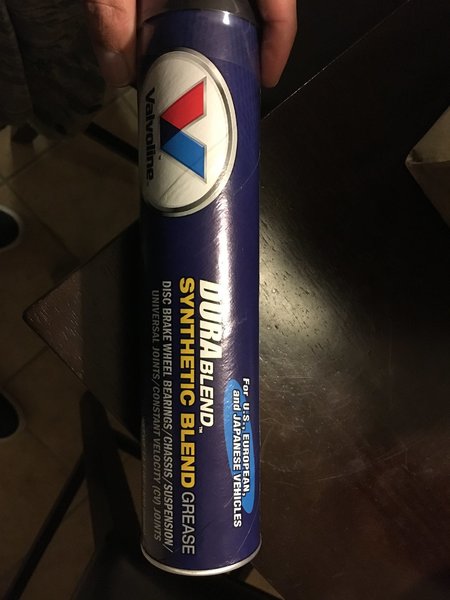 Valvoline™
For U.S., EUROPEAN,
and JAPANESE VEHICLES
DURABLEND™
SYNTHETIC BLEND GREASE
DISC BRAKE WHEEL BEARINGS/CHASSIS/SUSPENSION/
UNIVERSAL JOINTS/CONSTANT VELOCITY (CV) JOINTS